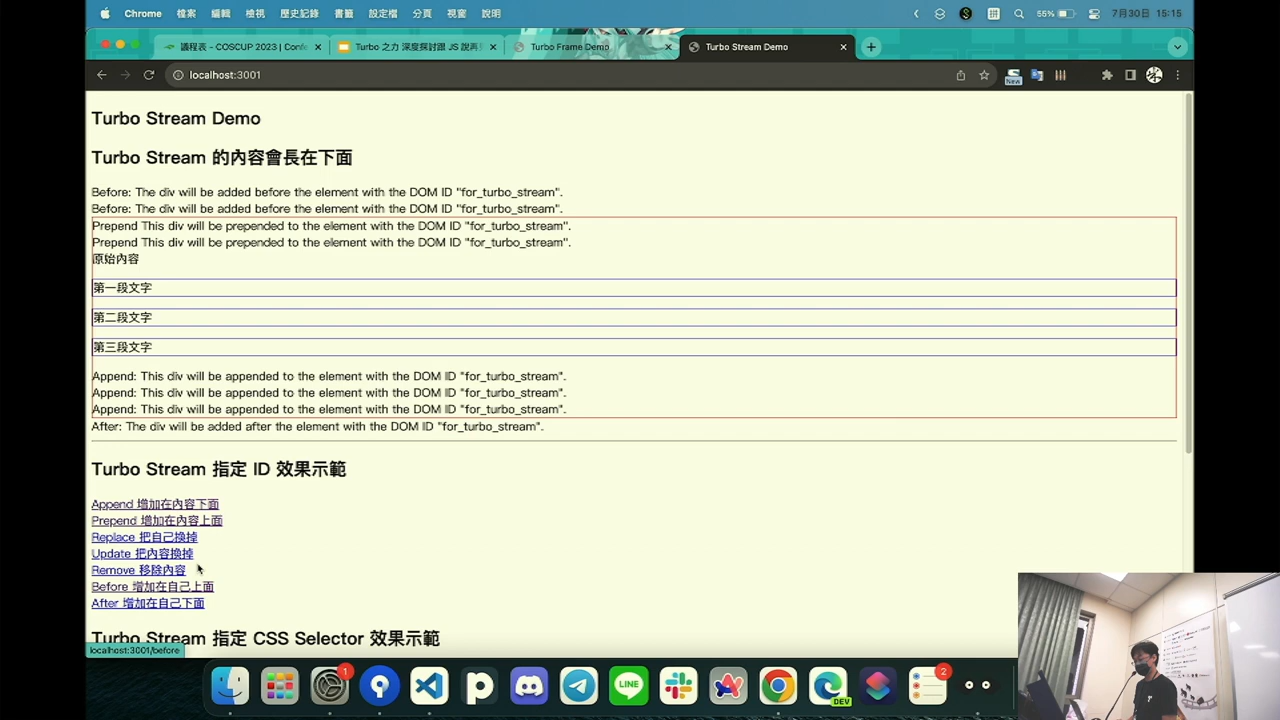 Chrome 檔案 編輯 檢視 歷史記錄 書籤 設定檔 分頁 視窗 說明 55% 7月30日 15:15
議程表 - COSCUP 2023 | Conf Turbo 之力 深度探討跟 JS 說再 Turbo Frame Demo Turbo Stream Demo
localhost:3001 New
Turbo Stream Demo
Turbo Stream 的內容會長在下面
Before: The div will be added before the element with the DOM ID "for_turbo_stream".
Before: The div will be added before the element with the DOM ID "for_turbo_stream".
Prepend This div will be prepended to the element with the DOM ID "for_turbo_stream".
Prepend This div will be prepended to the element with the DOM ID "for_turbo_stream".
原始內容
第一段文字
第二段文字
第三段文字
Append: This div will be appended to the element with the DOM ID "for_turbo_stream".
Append: This div will be appended to the element with the DOM ID "for_turbo_stream".
Append: This div will be appended to the element with the DOM ID "for_turbo_stream".
After: The div will be added after the element with the DOM ID "for_turbo_stream".
Turbo Stream 指定 ID 效果示範
Append 增加在內容下面
Prepend 增加在內容上面
Replace 把自己換掉
Update 把內容換掉
Remove 移除內容
Before 增加在自己上面
After 增加在自己下面
Turbo Stream 指定 CSS Selector 效果示範
localhost:3001/before
1 LINE DEV 2